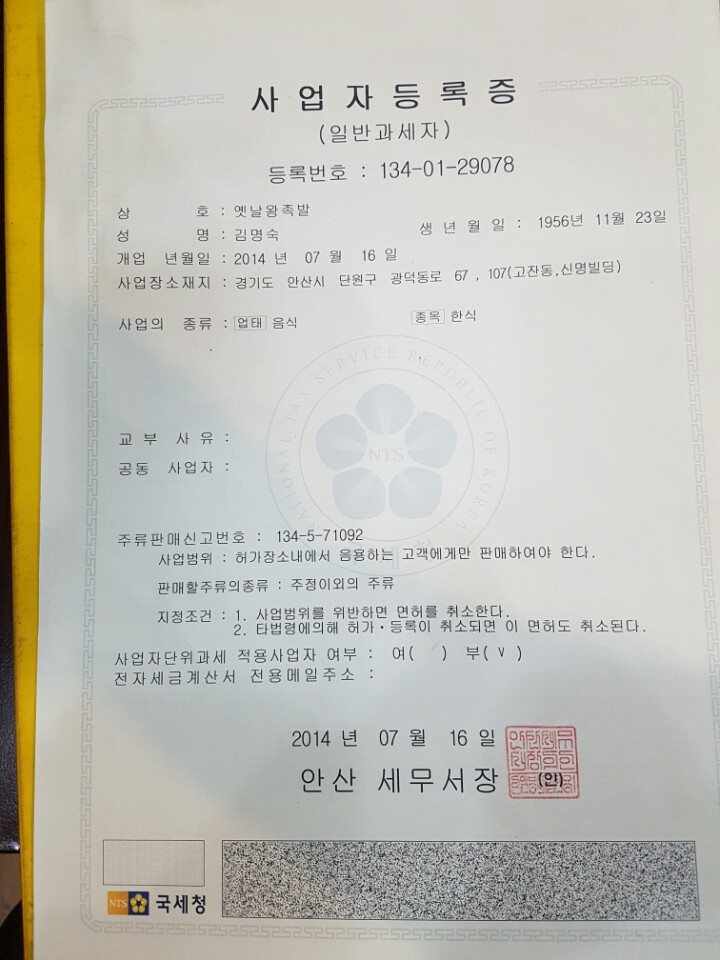 사업자등록증
(일반과세자)
등록번호 : 134-01-29078
상 호 : 옛날왕족발
성 명 : 김명숙 생 년 월 일 : 1956년 11월 23일
개업 년월일 : 2014 년 07 월 16 일
사업장소재지 : 경기도 안산시 단원구 광덕동로 67 , 107(고잔동,신명빌딩)
사업의 종류 : 업태 음식 종목 한식
NATIONAL TAX SERVICE REPUBLIC OF KOREA
NTS
교 부 사 유 :
공동 사업자 :
주류판매신고번호 : 134-5-71092
사업범위 : 허가장소내에서 음용하는 고객에게만 판매하여야 한다.
판매할주류의종류 : 주정이외의 주류
지정조건 : 1. 사업범위를 위반하면 면허를 취소한다.
2. 타법령에의해 허가·등록이 취소되면 이 면허도 취소된다.
사업자단위과세 적용사업자 여부 : 여( ) 부( V )
전자세금계산서 전용메일주소 :
2014 년 07 월 16 일
안산 세무서장 (인)
NTS 국세청